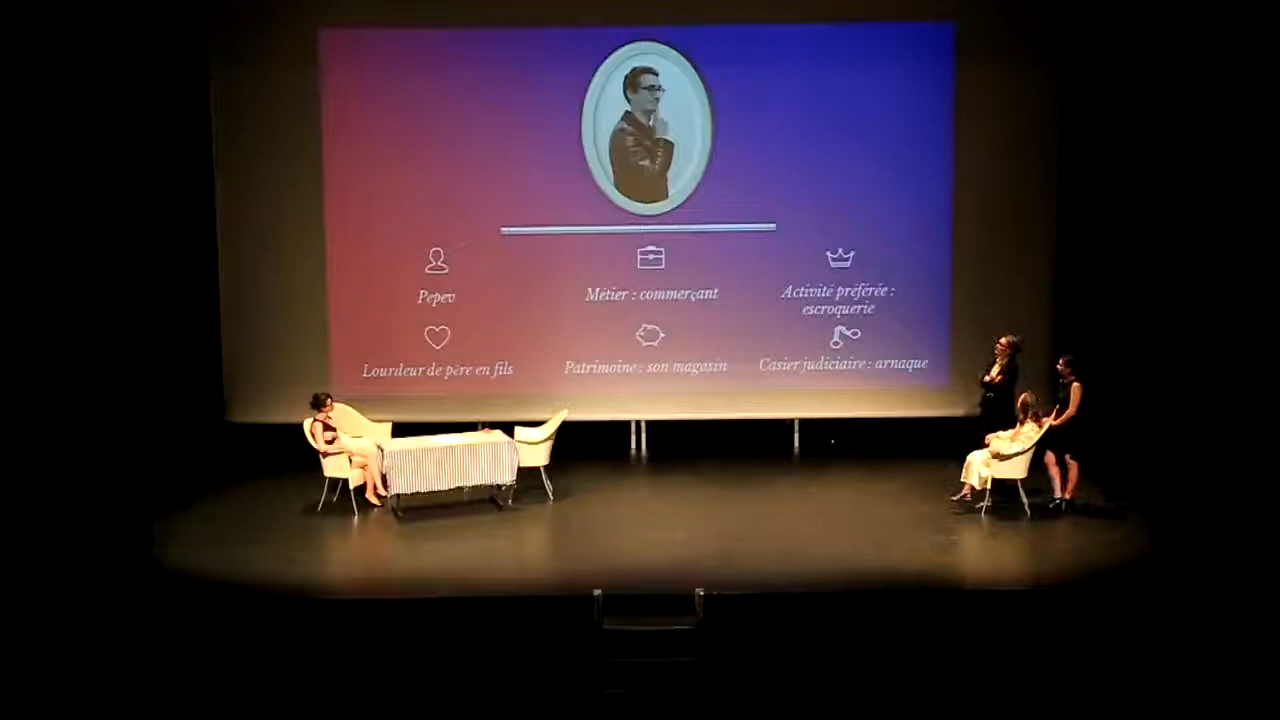 Pepev
Métier : commerçant
Activité préférée :
escroquerie
Lourdeur de père en fils
Patrimoine : son magasin
Casier judiciaire : arnaque